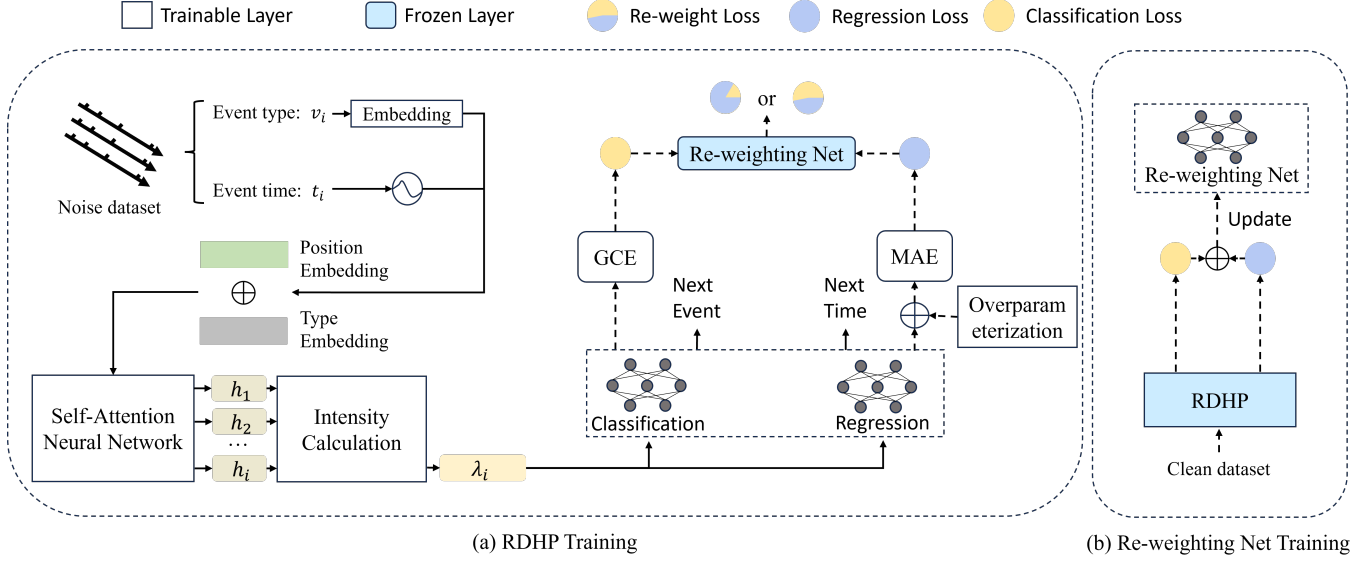 Trainable Layer
Frozen Layer
Re-weight Loss
Regression Loss
Classification Loss
Noise dataset
Event type: v_i
Embedding
Event time: t_i
Position
Embedding
Type
Embedding
Self-Attention
Neural Network
h_1
h_2
...
h_i
Intensity
Calculation
λ_i
or
Re-weighting Net
GCE
MAE
Next
Event
Next
Time
Overparam
eterization
Classification
Regression
(a) RDHP Training
Re-weighting Net
Update
RDHP
Clean dataset
(b) Re-weighting Net Training